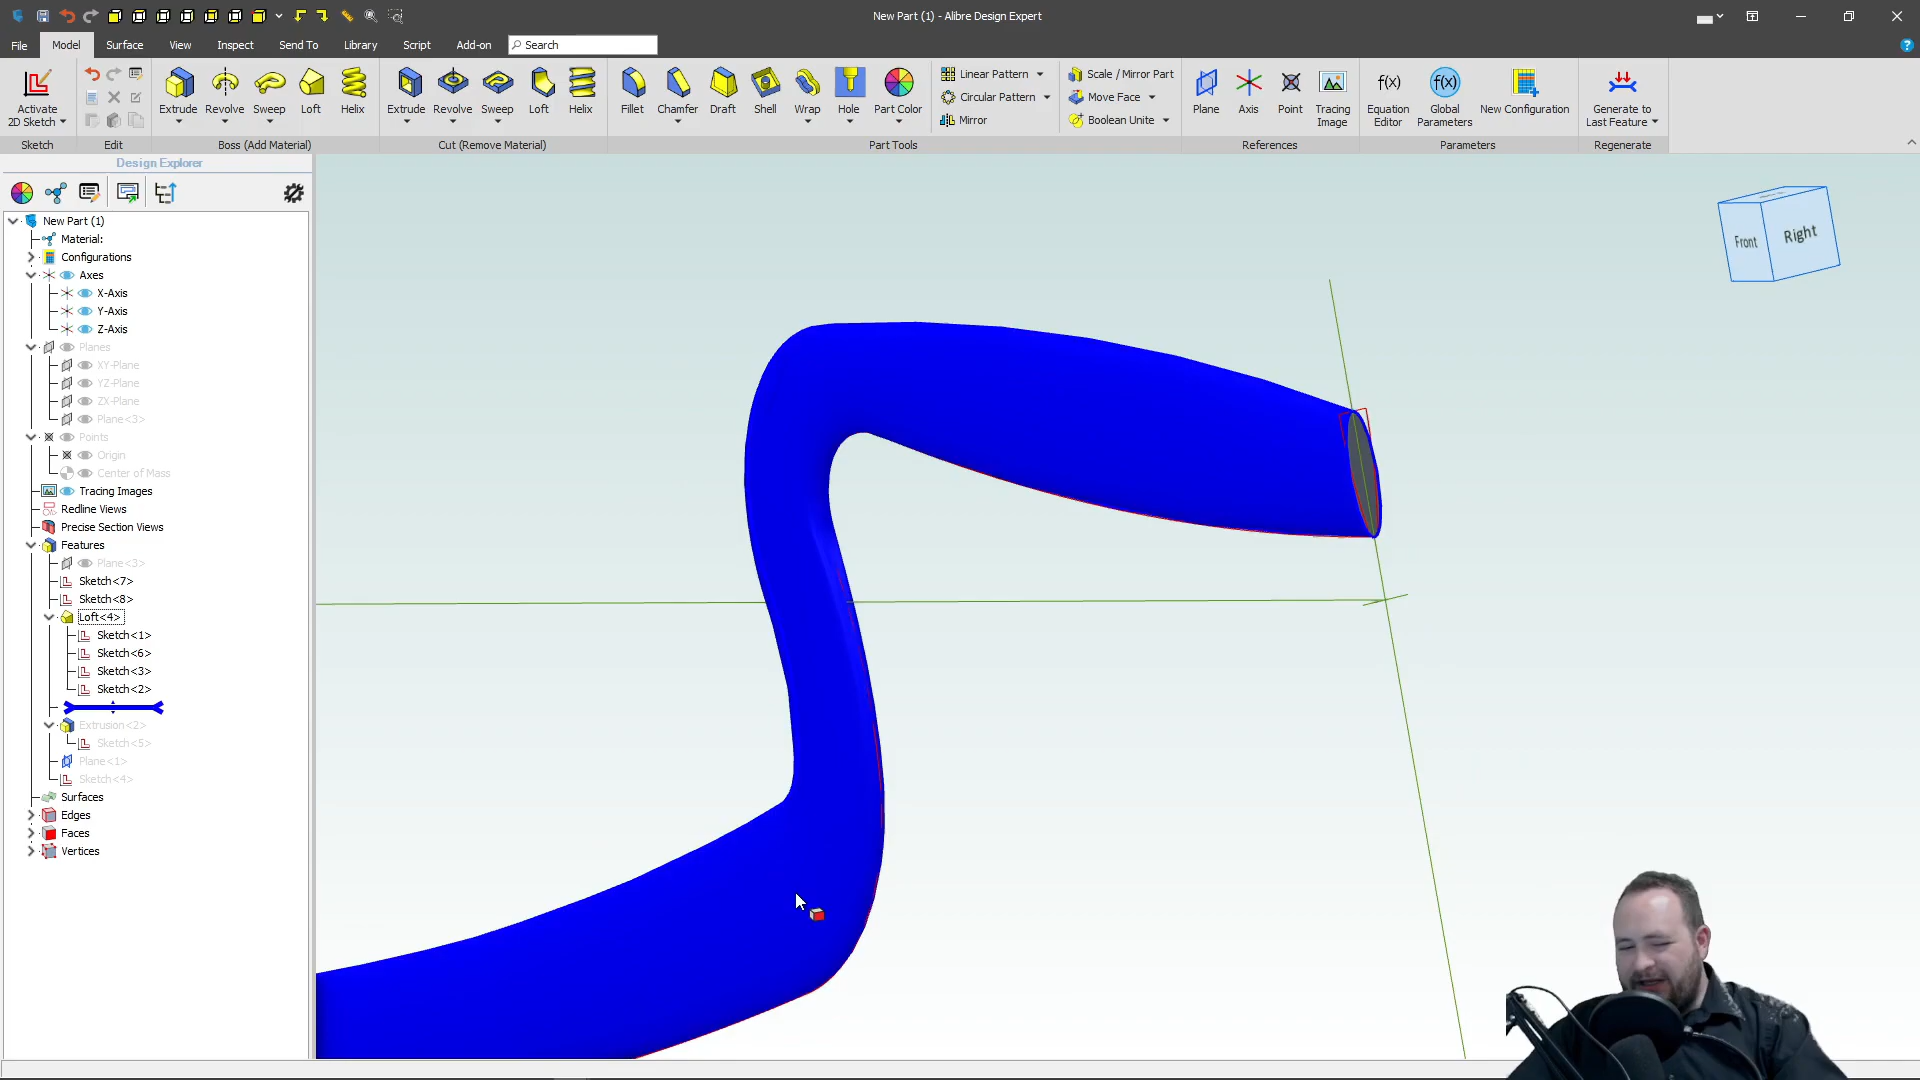 New Part (1) - Alibre Design Expert
File Model Surface View Inspect Send To Library Script Add-on Search
Activate 2D Sketch
Extrude Revolve Sweep Loft Helix
Extrude Revolve Sweep Loft Helix
Fillet Chamfer Draft Shell Wrap Hole Part Color
Linear Pattern
Circular Pattern
Mirror
Scale / Mirror Part
Move Face
Boolean Unite
Plane Axis Point Tracing Image
Equation Editor
f(x)
Global Parameters
f(x)
New Configuration
Generate to Last Feature
Sketch Edit Boss (Add Material) Cut (Remove Material) Part Tools References Parameters Regenerate
Design Explorer
New Part (1)
Material:
Configurations
Axes
X-Axis
Y-Axis
Z-Axis
Planes
XY-Plane
YZ-Plane
ZX-Plane
Plane<3>
Points
Origin
Center of Mass
Tracing Images
Redline Views
Precise Section Views
Features
Plane<3>
Sketch<7>
Sketch<8>
Loft<4>
Sketch<1>
Sketch<6>
Sketch<3>
Sketch<2>
Extrusion<2>
Sketch<5>
Plane<1>
Sketch<4>
Surfaces
Edges
Faces
Vertices
Front Right